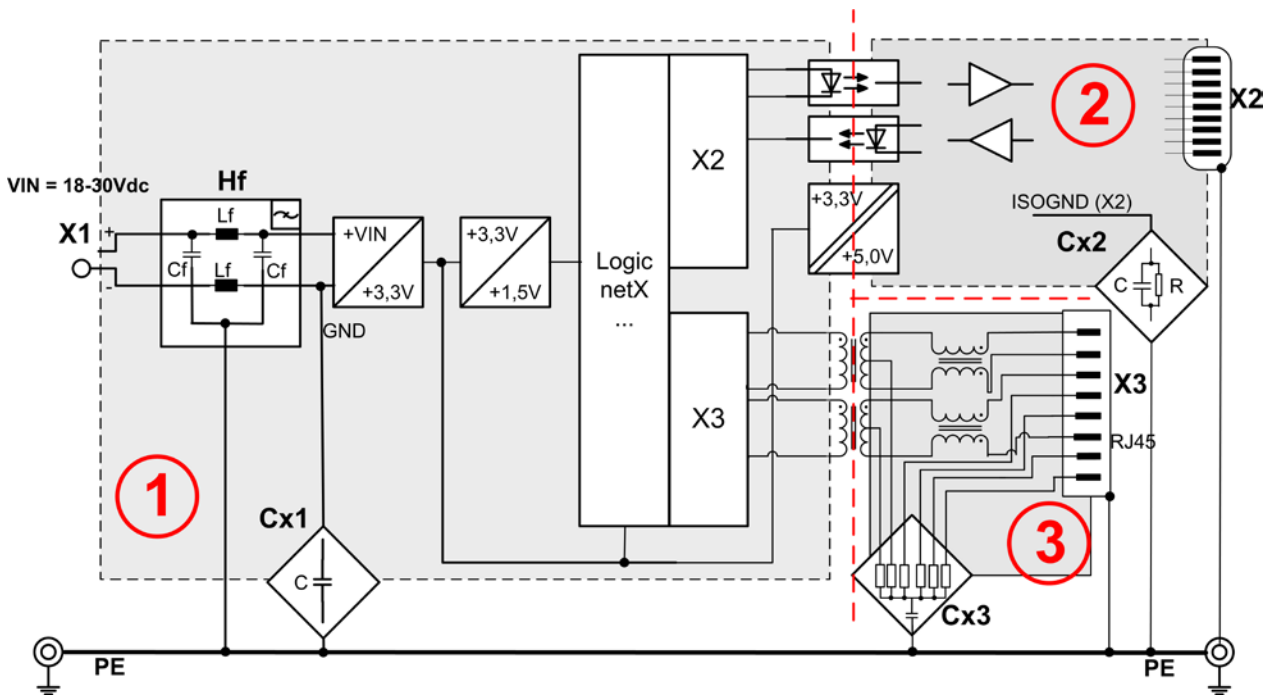 VIN = 18-30Vdc
X1
+
-
Hf
Lf
Cf
Lf
Cf
+VIN
+3,3V
+3,3V
+1,5V
GND
Logic
netX
...
X2
X3
+3,3V
+5,0V
2
X2
ISOGND (X2)
Cx2
C
R
X3
RJ45
1
Cx1
C
3
Cx3
PE
PE